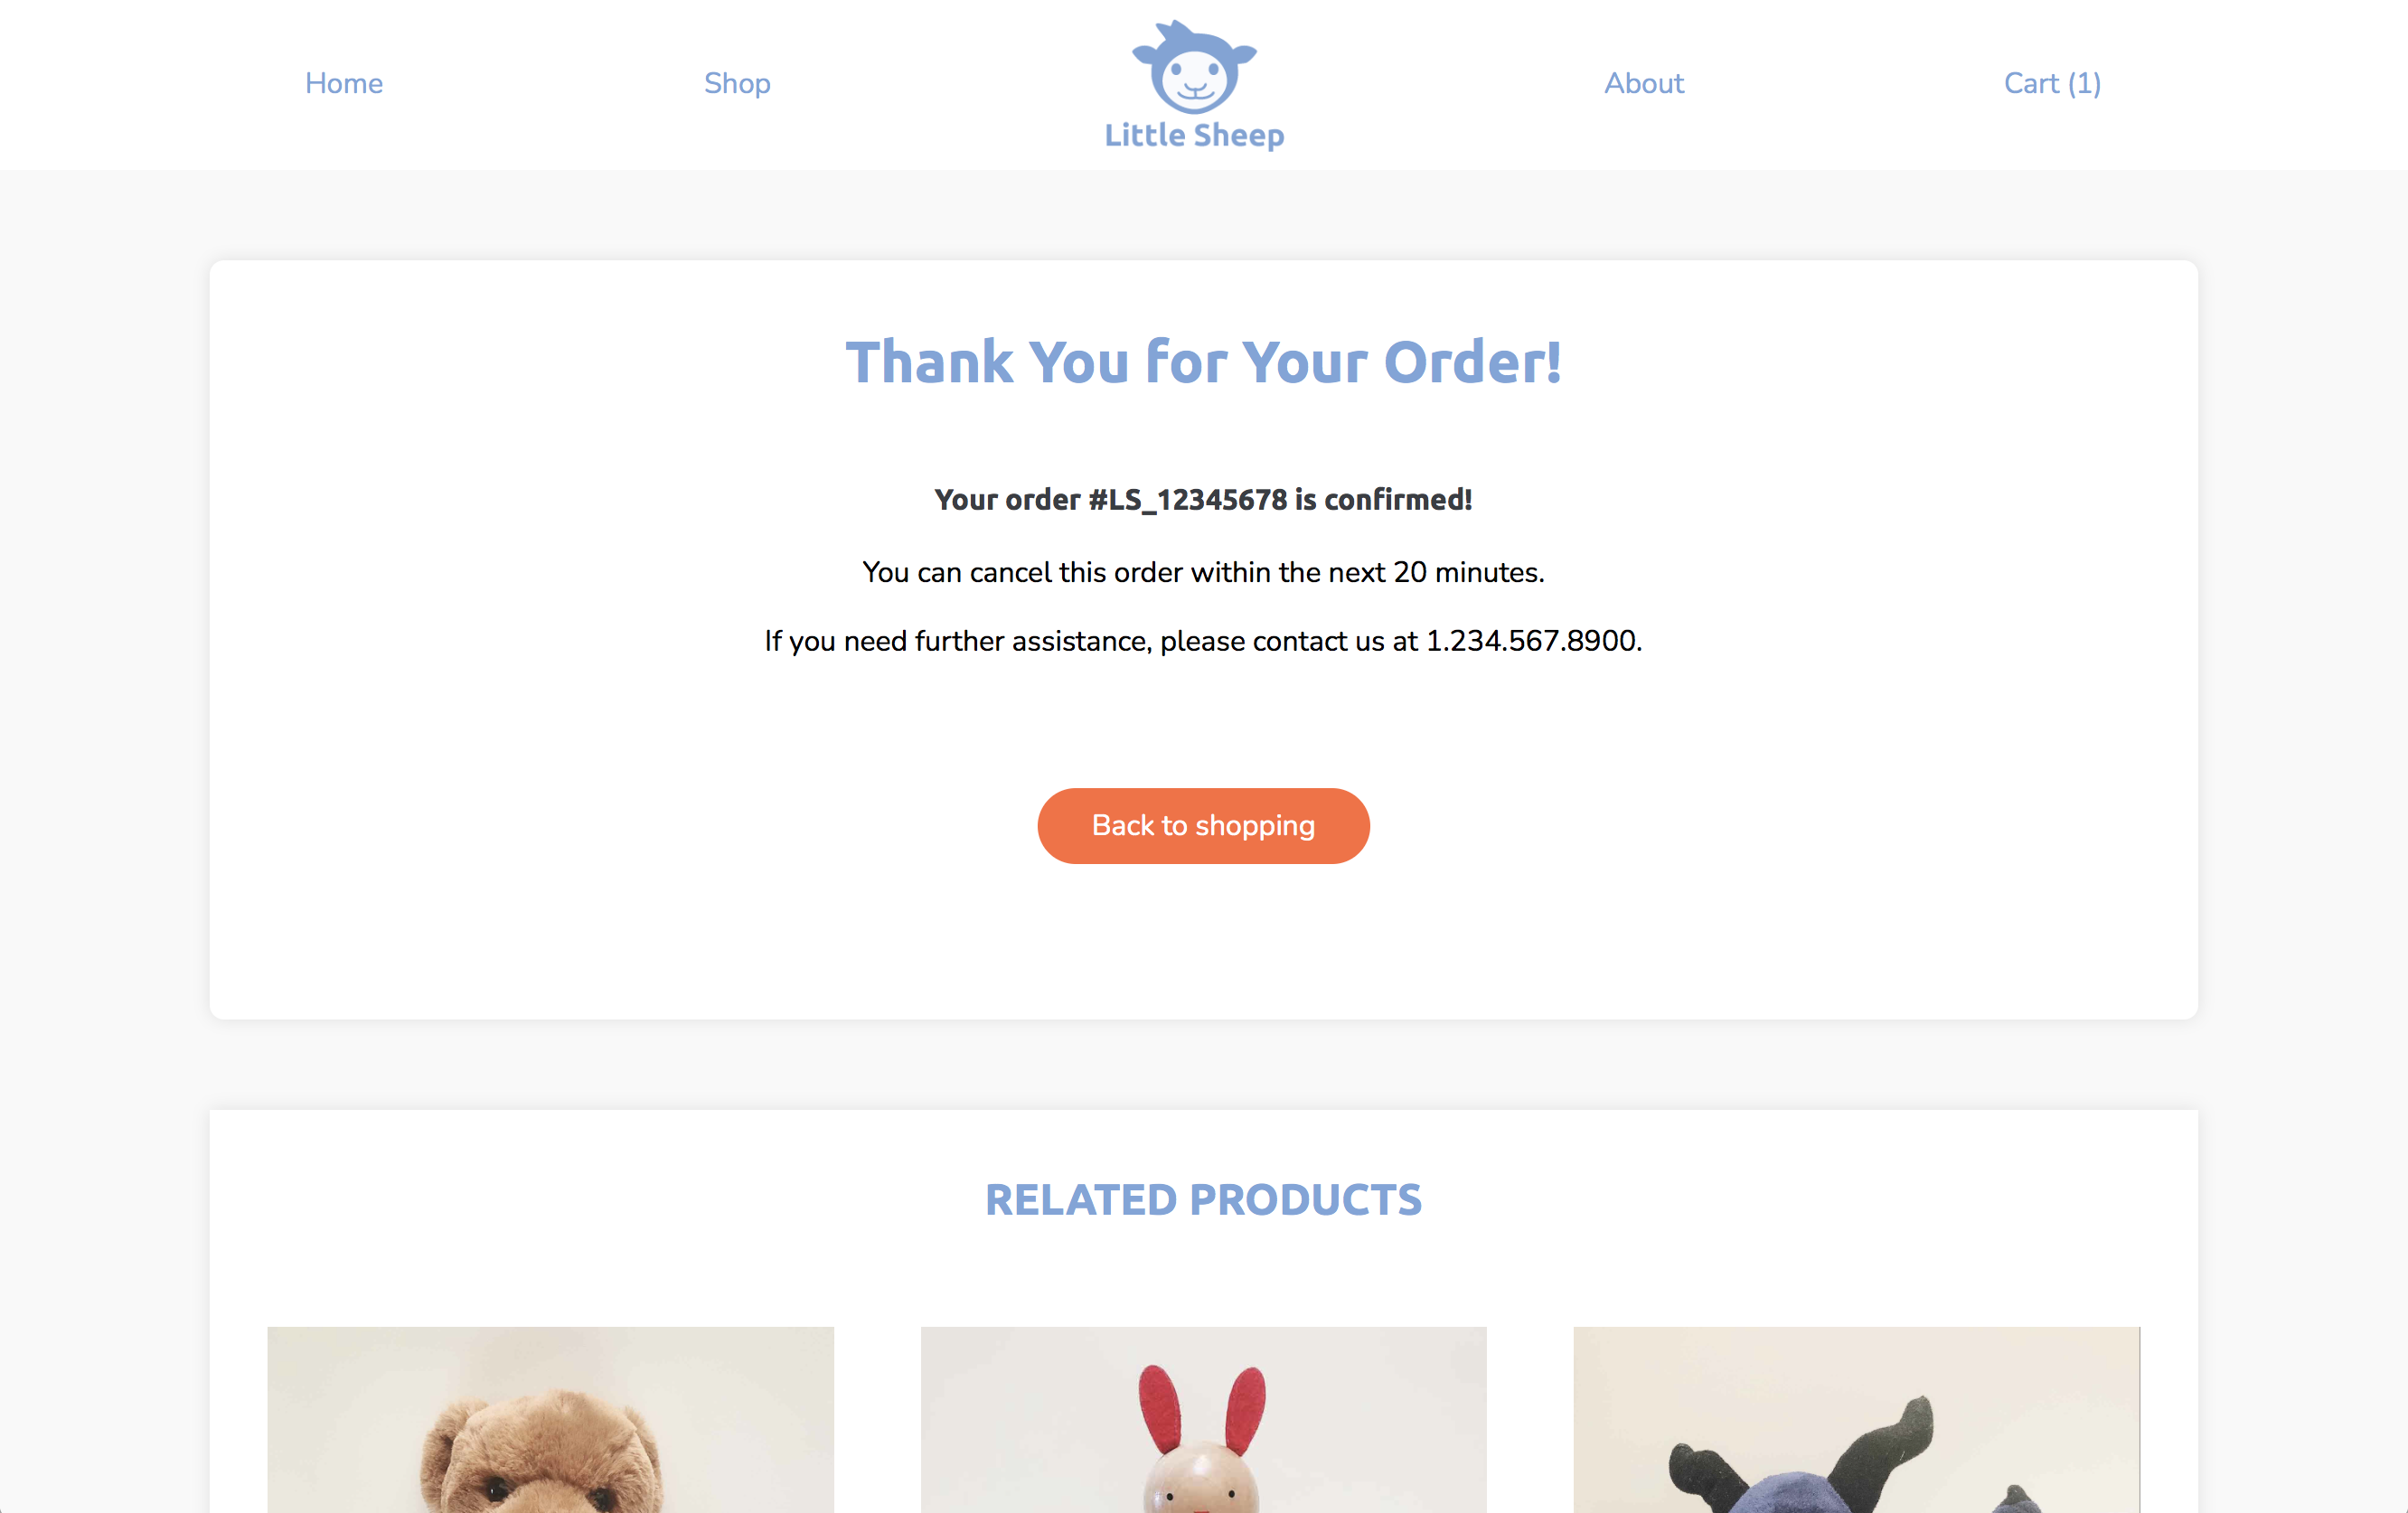 Home
Shop
Little Sheep
About
Cart (1)
Thank You for Your Order!
Your order #LS_12345678 is confirmed!
You can cancel this order within the next 20 minutes.
If you need further assistance, please contact us at 1.234.567.8900.
Back to shopping
RELATED PRODUCTS